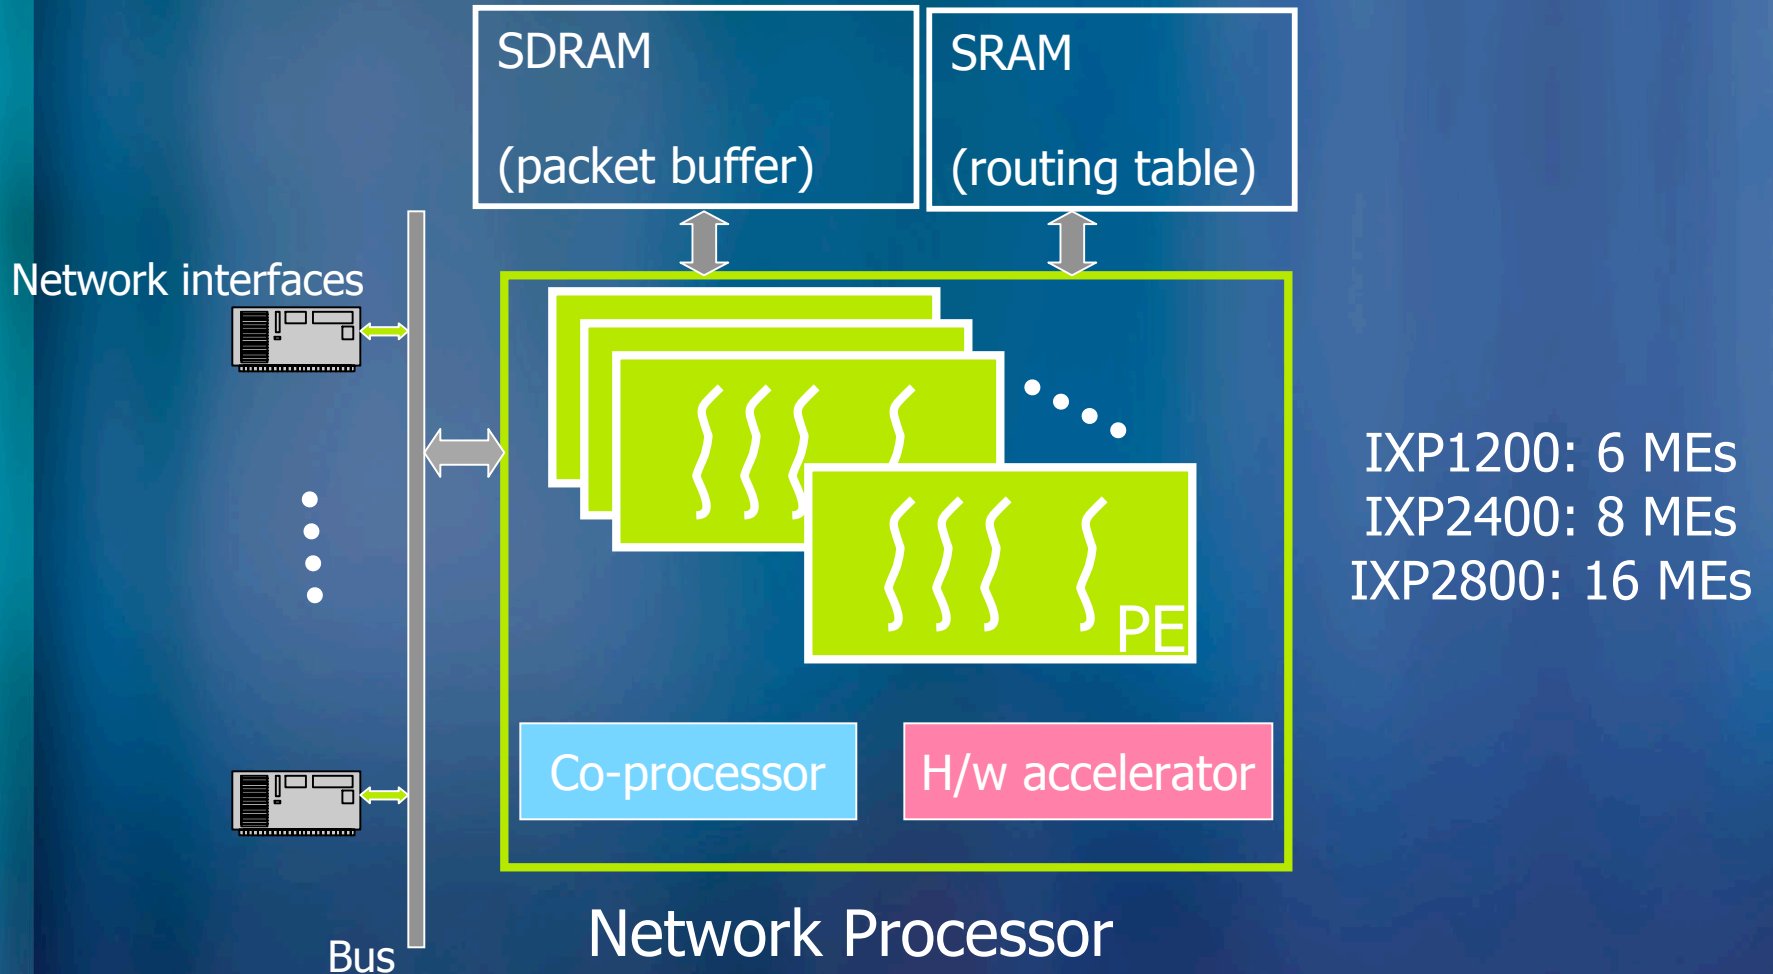 SDRAM
(packet buffer)
SRAM
(routing table)
Network interfaces
PE
IXP1200: 6 MEs
IXP2400: 8 MEs
IXP2800: 16 MEs
Co-processor
H/w accelerator
Network Processor
Bus